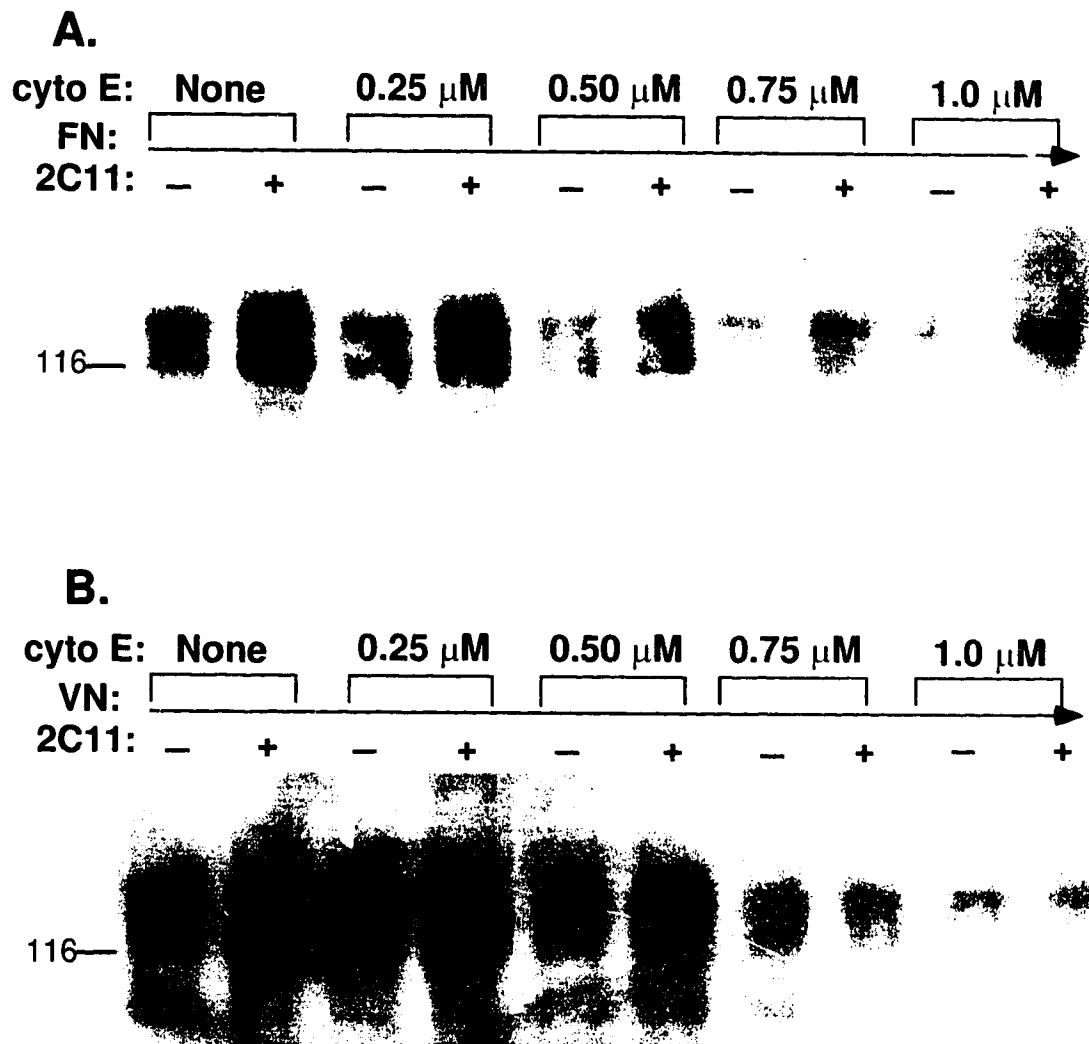 A.
cyto E: None 0.25 µM 0.50 µM 0.75 µM 1.0 µM
FN:
2C11: – + – + – + – + – +
116
B.
cyto E: None 0.25 µM 0.50 µM 0.75 µM 1.0 µM
VN:
2C11: – + – + – + – + – +
116